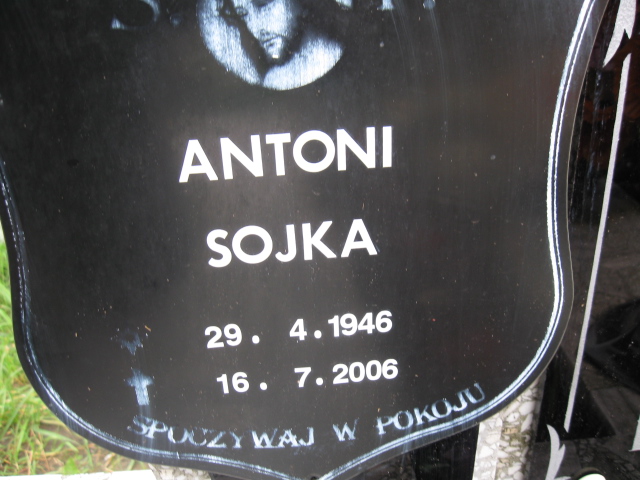 ANTONI
SOJKA
29. 4.1946
16. 7.2006
SPOCZYWAJ W POKOJU